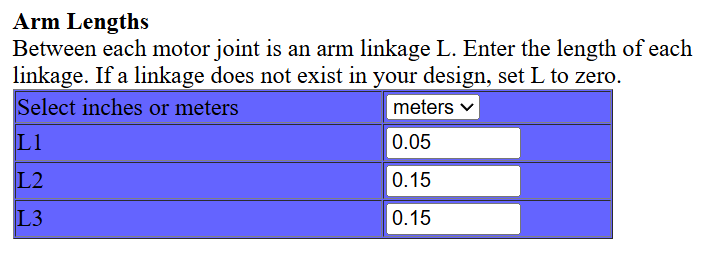 Arm Lengths
Between each motor joint is an arm linkage L. Enter the length of each
linkage. If a linkage does not exist in your design, set L to zero.
Select inches or meters meters
L1 0.05
L2 0.15
L3 0.15